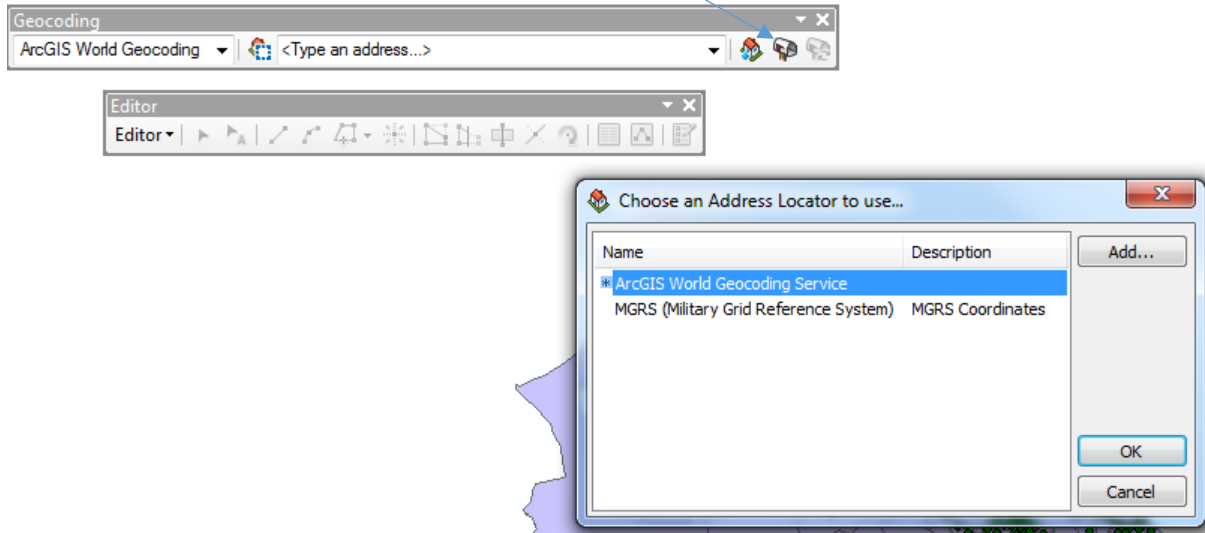 Geocoding
ArcGIS World Geocoding <Type an address...>
Editor
Editor
Choose an Address Locator to use...
Name Description Add...
ArcGIS World Geocoding Service
MGRS (Military Grid Reference System) MGRS Coordinates
OK
Cancel